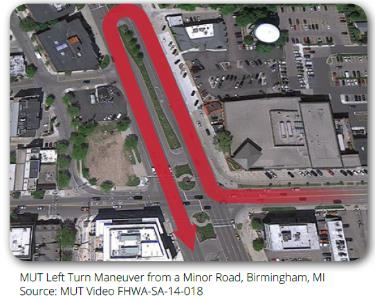 MUT Left Turn Maneuver from a Minor Road, Birmingham, MI
Source: MUT Video FHWA-SA-14-018